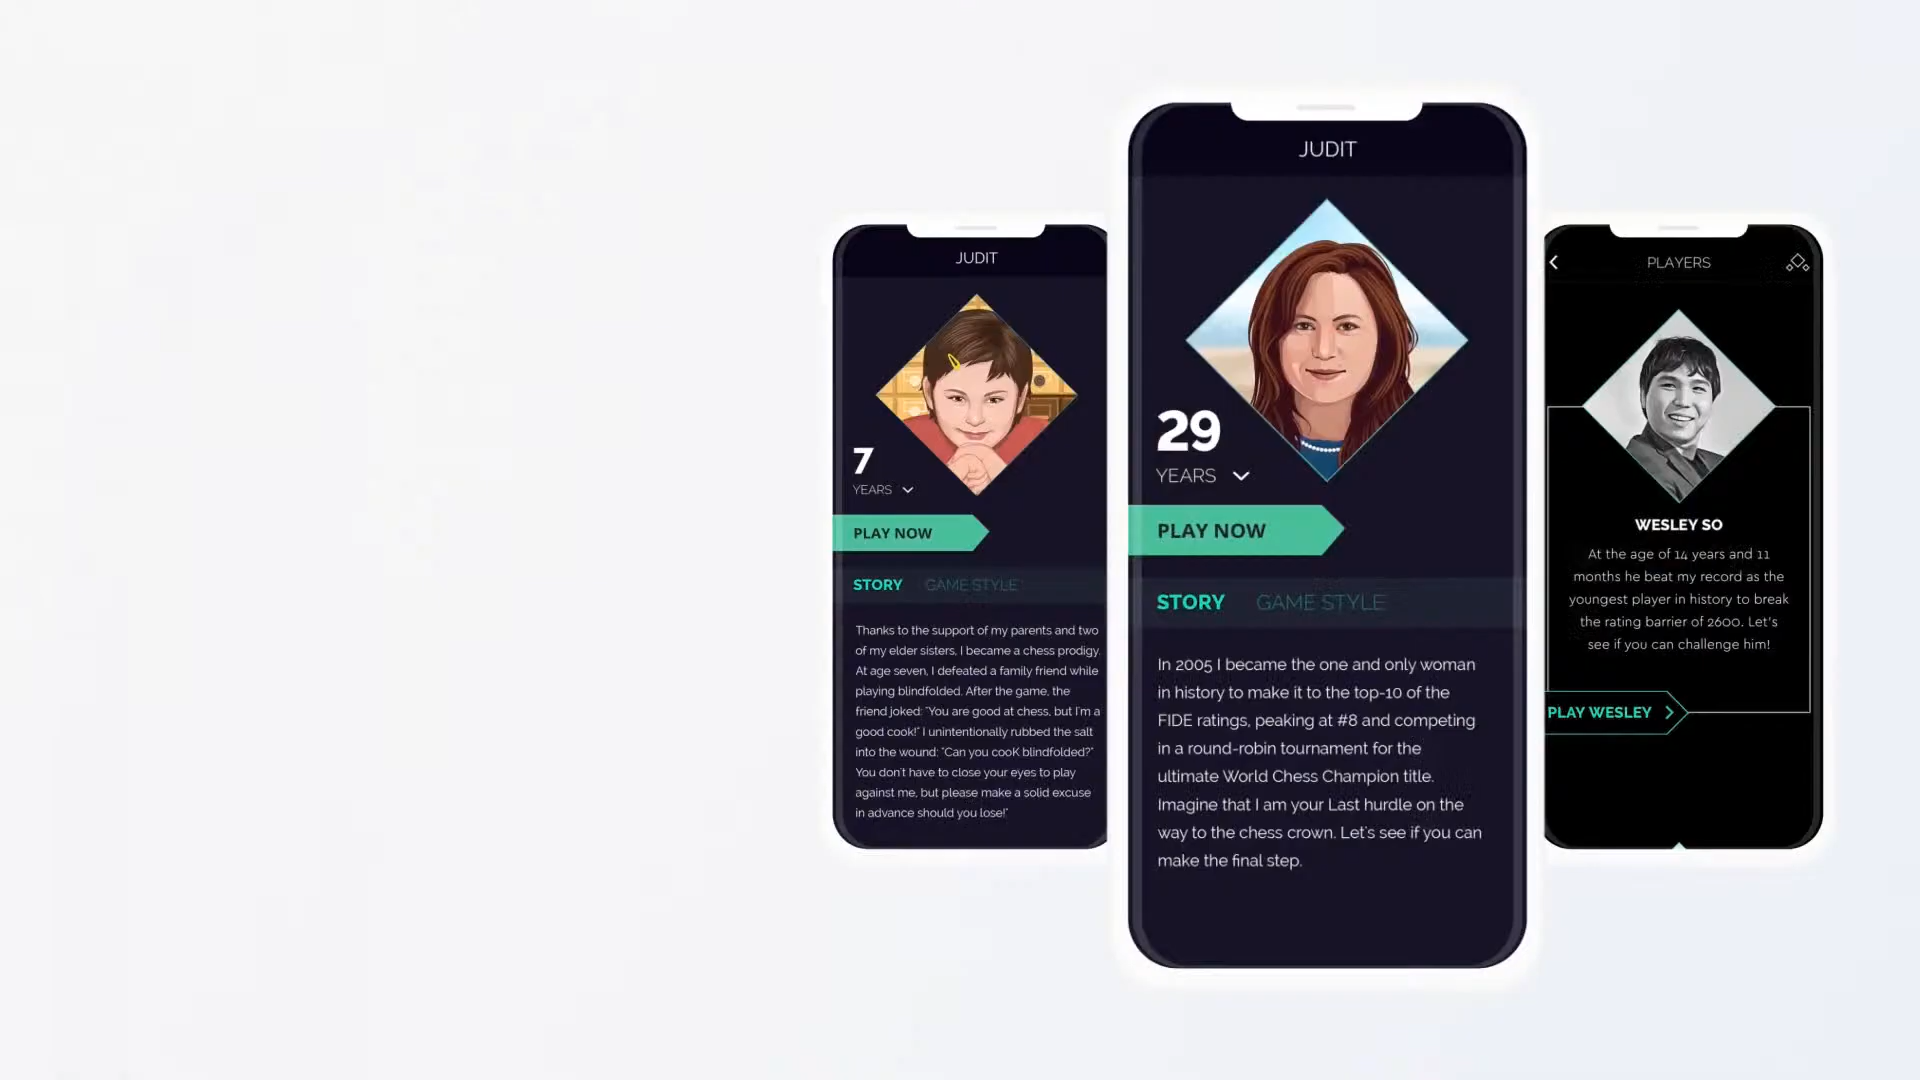 JUDIT
7
YEARS
PLAY NOW
STORY GAME STYLE
Thanks to the support of my parents and two
of my elder sisters, I became a chess prodigy.
At age seven, I defeated a family friend while
playing blindfolded. After the game, the
friend joked: "You are good at chess, but I'm a
good cook!" I unintentionally rubbed the salt
into the wound: "Can you cooK blindfolded?"
You don't have to close your eyes to play
against me, but please make a solid excuse
in advance should you lose!"
JUDIT
29
YEARS
PLAY NOW
STORY GAME STYLE
In 2005 I became the one and only woman
in history to make it to the top-10 of the
FIDE ratings, peaking at #8 and competing
in a round-robin tournament for the
ultimate World Chess Champion title.
Imagine that I am your Last hurdle on the
way to the chess crown. Let's see if you can
make the final step.
PLAYERS
WESLEY SO
At the age of 14 years and 11
months he beat my record as the
youngest player in history to break
the rating barrier of 2600. Let's
see if you can challenge him!
PLAY WESLEY